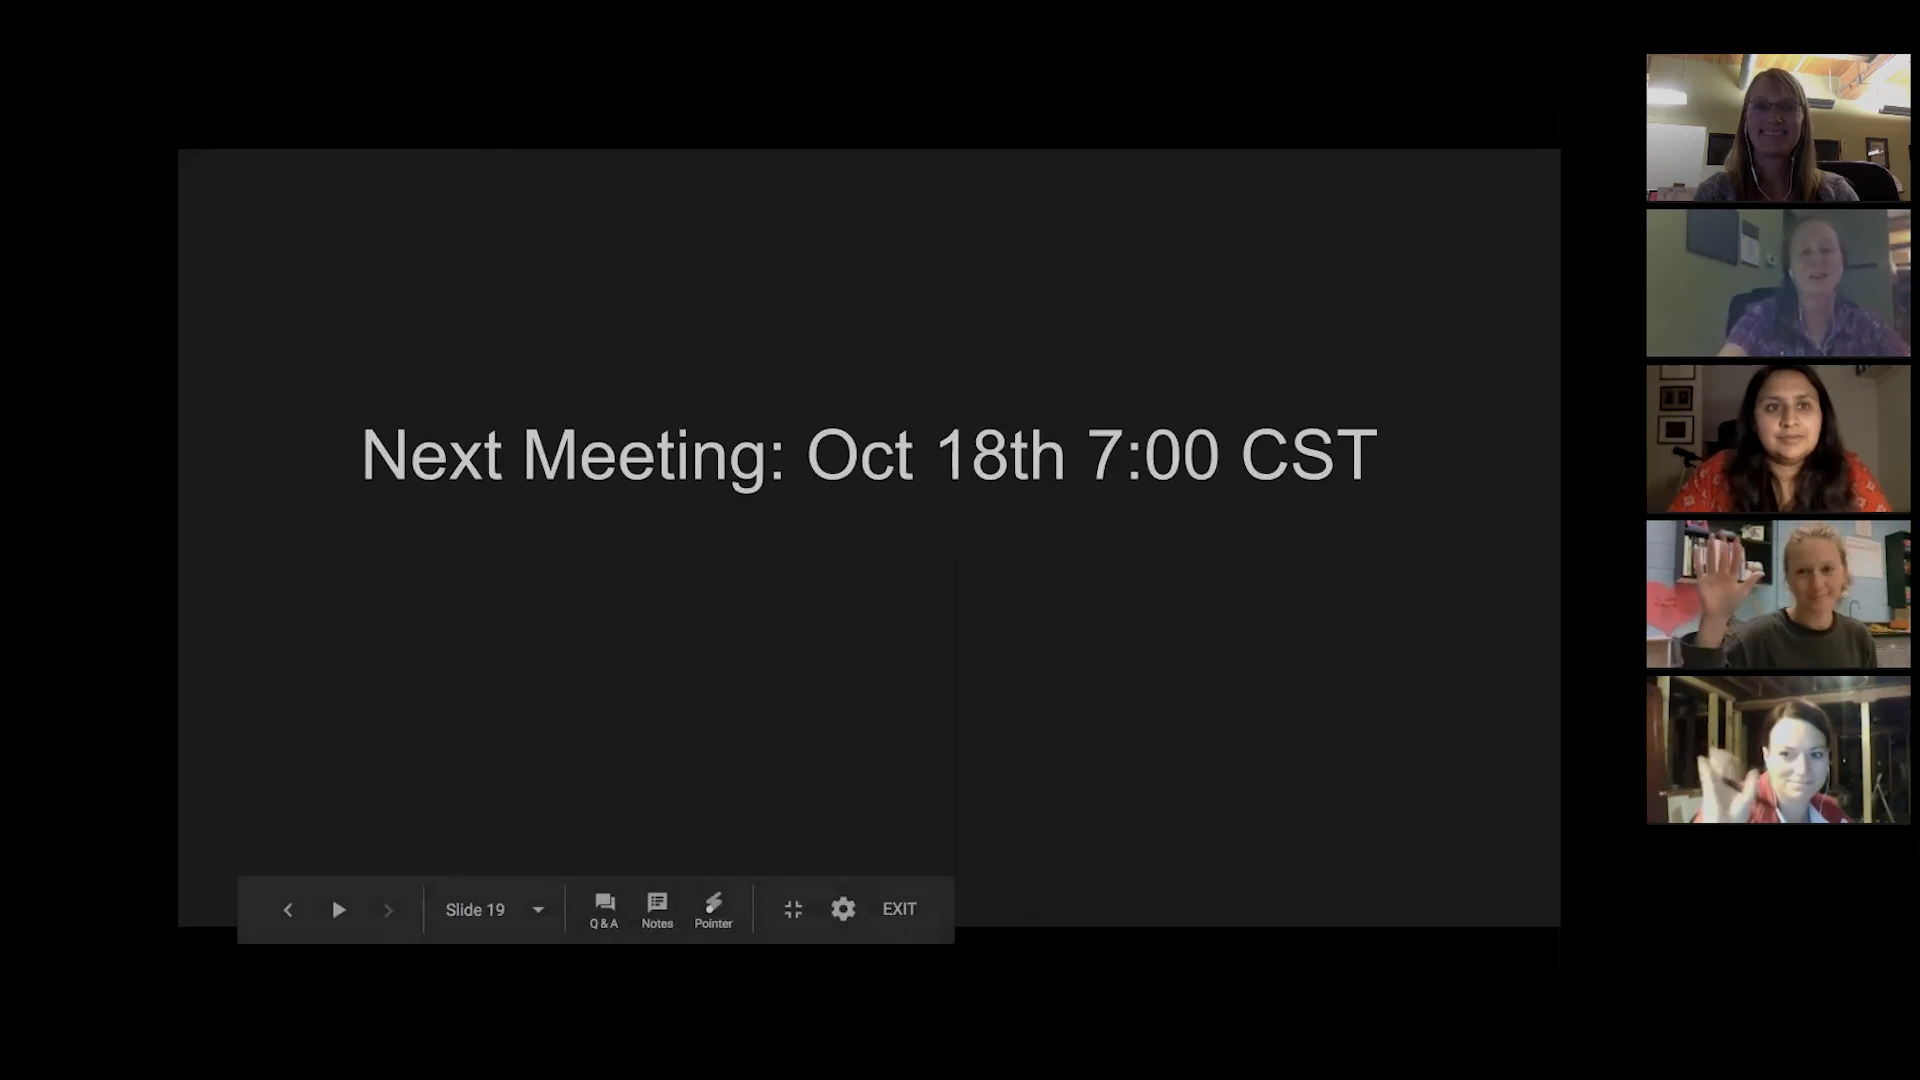 Next Meeting: Oct 18th 7:00 CST
Slide 19
Q & A
Notes
Pointer
EXIT